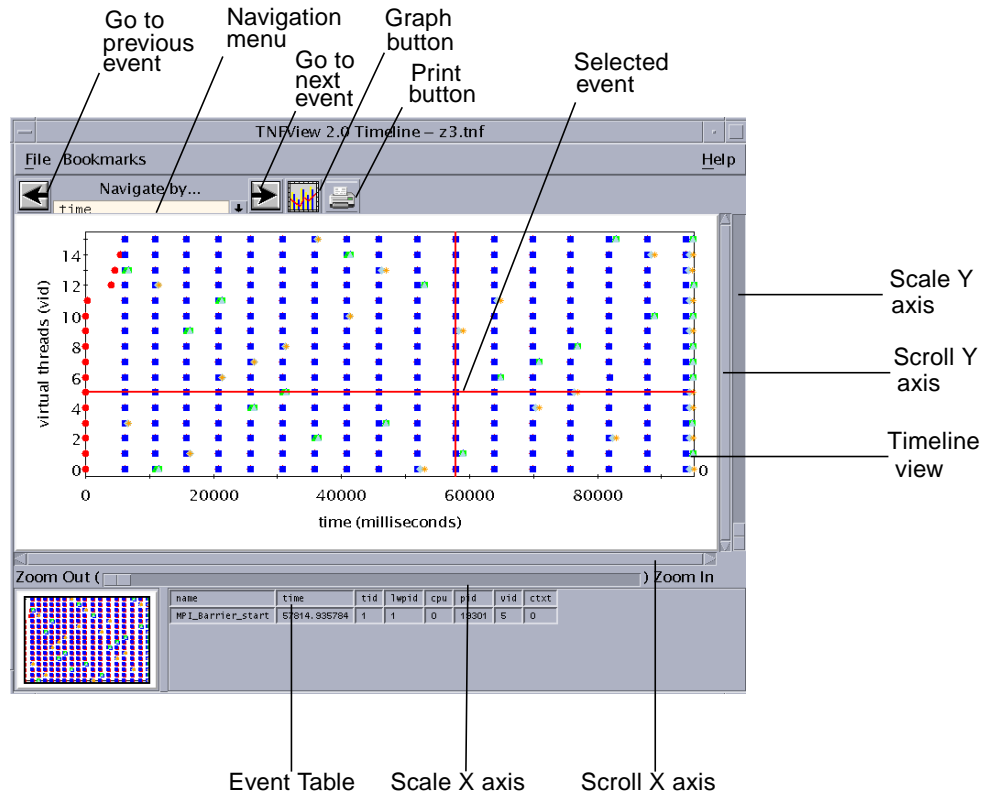 Go to
previous
event
Navigation
menu
Go to
next
event
Graph
button
Print
button
Selected
event
TNFView 2.0 Timeline – z3.tnf
File Bookmarks
Help
Navigate by...
time
virtual threads (vid)
14
12
10
8
6
4
2
0
0
0
20000
40000
60000
80000
time (milliseconds)
Scale Y
axis
Scroll Y
axis
Timeline
view
Zoom Out (
) Zoom In
name time tid lwpid cpu pid vid ctxt
MPI_Barrier_start 57814.935784 1 1 0 19301 5 0
Event Table
Scale X axis
Scroll X axis